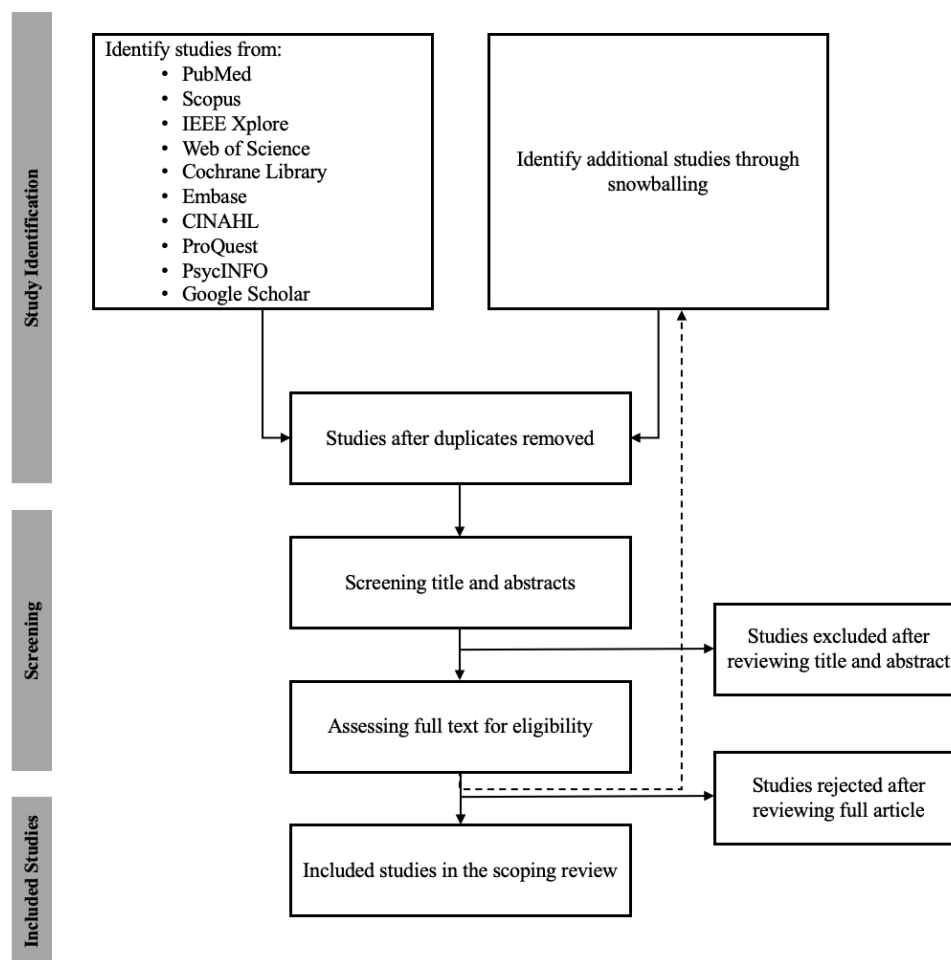 Study Identification
Identify studies from:
• PubMed
• Scopus
• IEEE Xplore
• Web of Science
• Cochrane Library
• Embase
• CINAHL
• ProQuest
• PsycINFO
• Google Scholar
Identify additional studies through
snowballing
Studies after duplicates removed
Screening
Screening title and abstracts
Studies excluded after
reviewing title and abstract
Assessing full text for eligibility
Studies rejected after
reviewing full article
Included Studies
Included studies in the scoping review